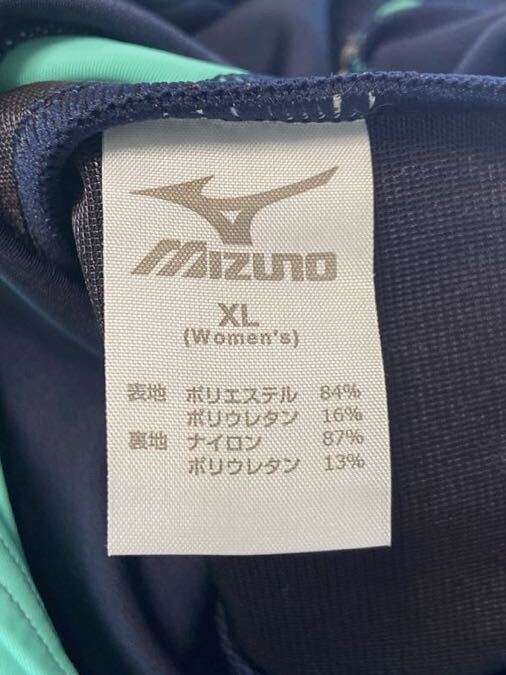 MIZUNO
XL
(Women's)
表地 ポリエステル 84%
ポリウレタン 16%
裏地 ナイロン 87%
ポリウレタン 13%